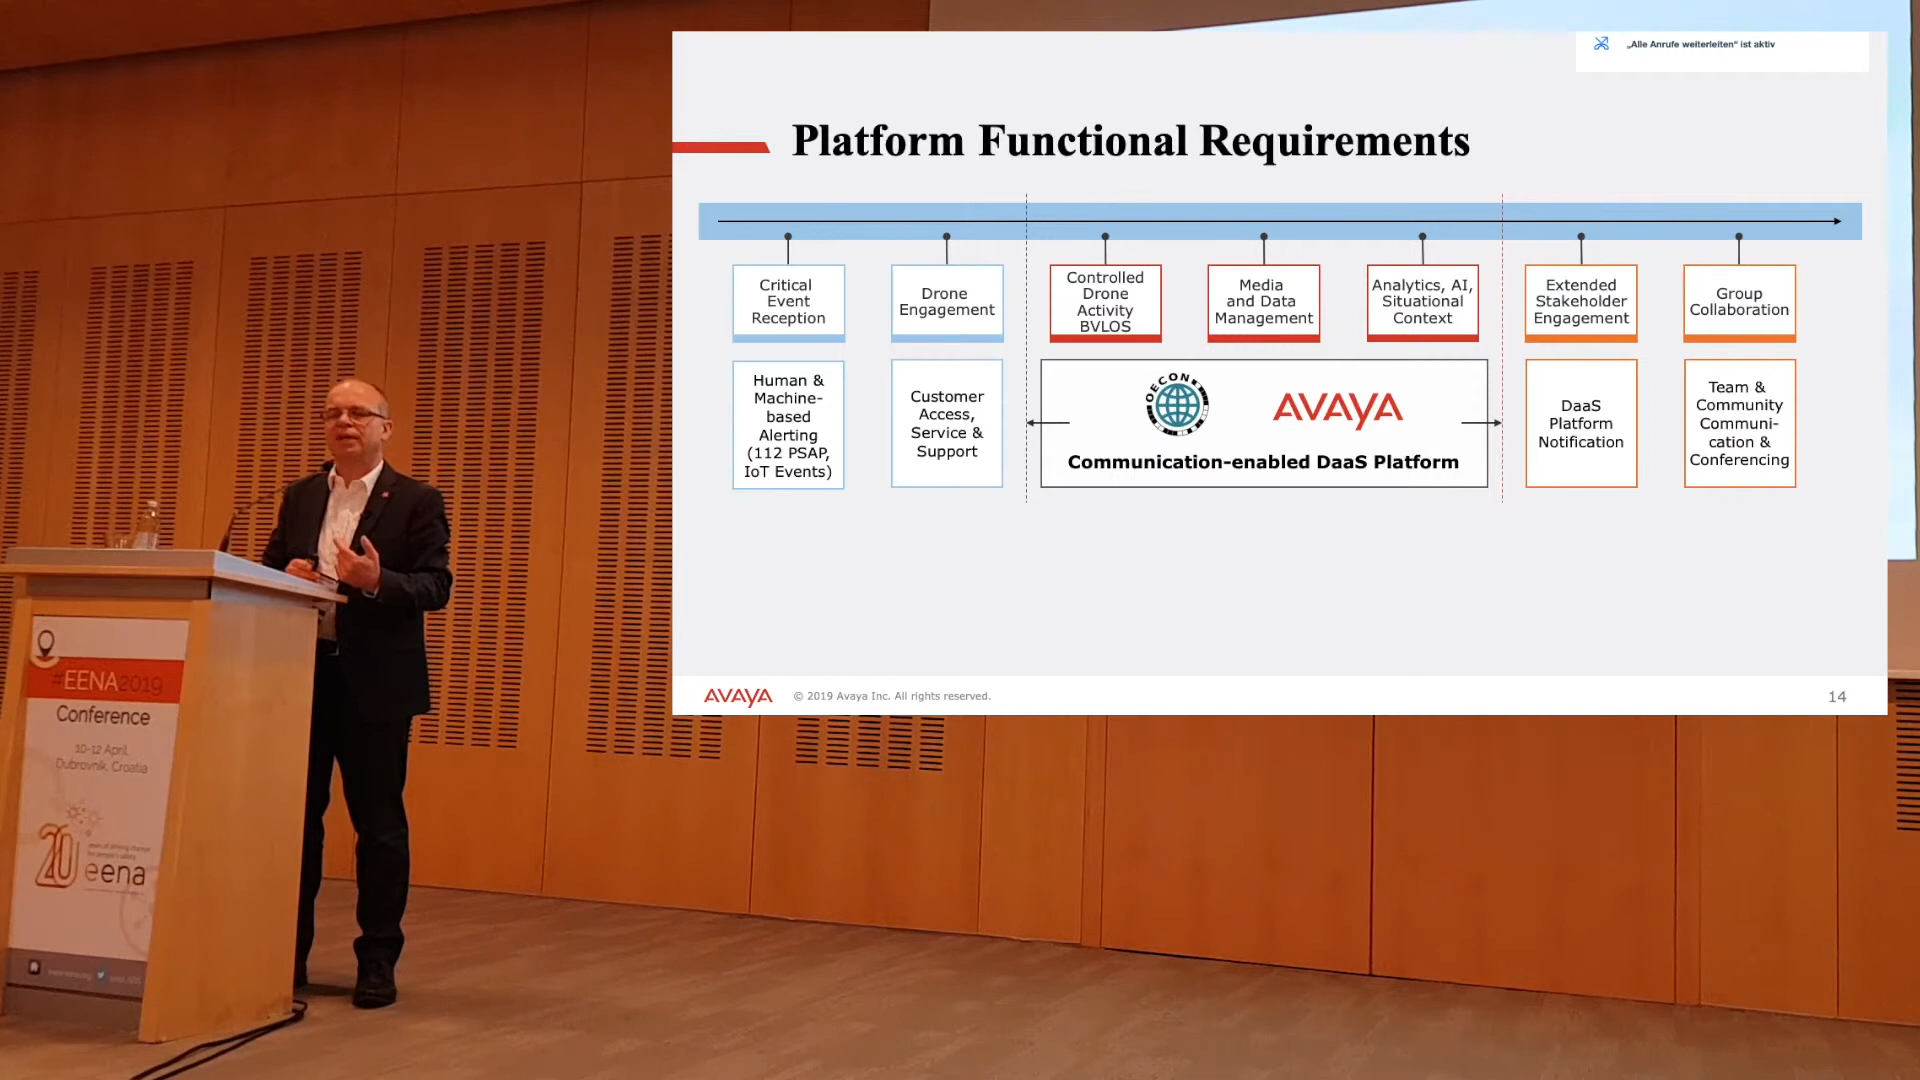 „Alle Anrufe weiterleiten“ ist aktiv
Platform Functional Requirements
Critical
Event
Reception
Drone
Engagement
Controlled
Drone
Activity
BVLOS
Media
and Data
Management
Analytics, AI,
Situational
Context
Extended
Stakeholder
Engagement
Group
Collaboration
Human &
Machine-
based
Alerting
(112 PSAP,
IoT Events)
Customer
Access,
Service &
Support
OECON
AVAYA
Communication-enabled DaaS Platform
DaaS
Platform
Notification
Team &
Community
Communi-
cation &
Conferencing
AVAYA
© 2019 Avaya Inc. All rights reserved.
14
#EENA2019
Conference
10-12 April,
Dubrovnik, Croatia
20
eena